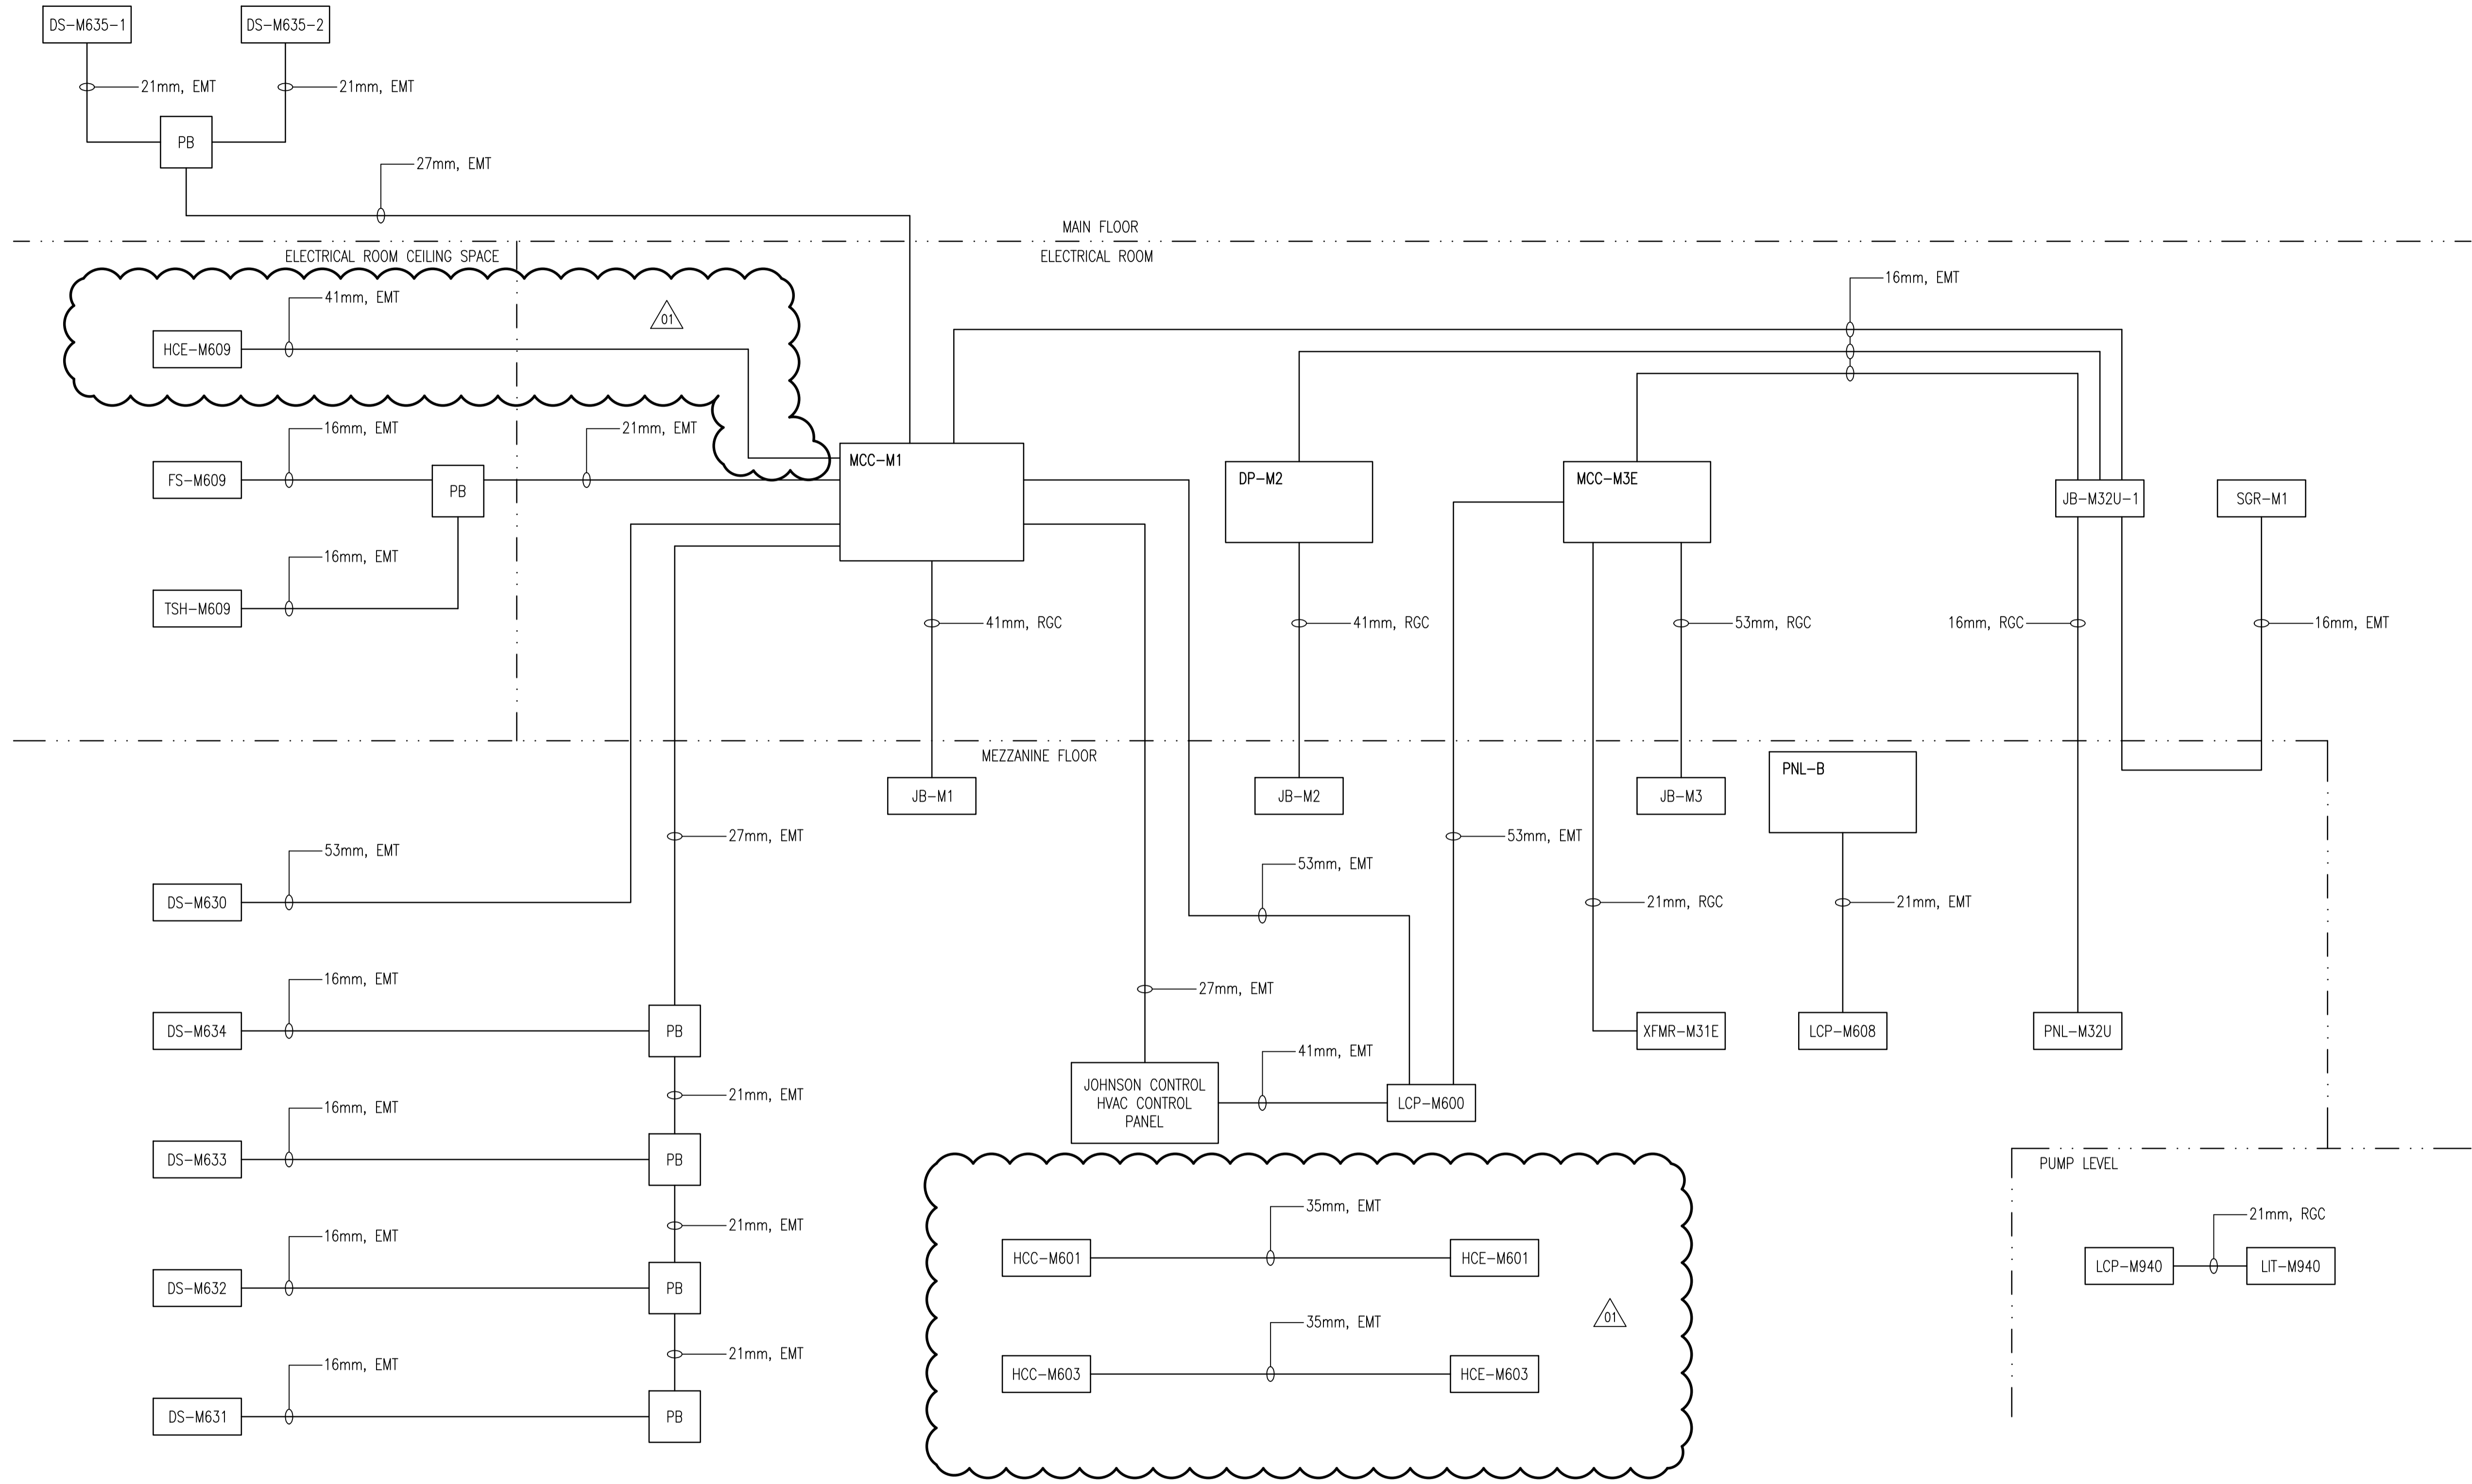 DS-M635-1
DS-M635-2
21mm, EMT
21mm, EMT
PB
27mm, EMT
MAIN FLOOR
ELECTRICAL ROOM CEILING SPACE
ELECTRICAL ROOM
16mm, EMT
41mm, EMT
01
HCE-M609
16mm, EMT
21mm, EMT
MCC-M1
DP-M2
MCC-M3E
FS-M609
PB
JB-M32U-1
SGR-M1
16mm, EMT
TSH-M609
41mm, RGC
41mm, RGC
53mm, RGC
16mm, RGC
16mm, EMT
MEZZANINE FLOOR
PNL-B
JB-M1
JB-M2
JB-M3
27mm, EMT
53mm, EMT
53mm, EMT
53mm, EMT
DS-M630
21mm, RGC
21mm, EMT
16mm, EMT
27mm, EMT
DS-M634
PB
XFMR-M31E
LCP-M608
PNL-M32U
41mm, EMT
21mm, EMT
JOHNSON CONTROL
HVAC CONTROL
PANEL
LCP-M600
16mm, EMT
DS-M633
PB
PUMP LEVEL
35mm, EMT
21mm, RGC
21mm, EMT
16mm, EMT
HCC-M601
HCE-M601
LCP-M940
LIT-M940
DS-M632
PB
01
35mm, EMT
21mm, EMT
16mm, EMT
HCC-M603
HCE-M603
DS-M631
PB